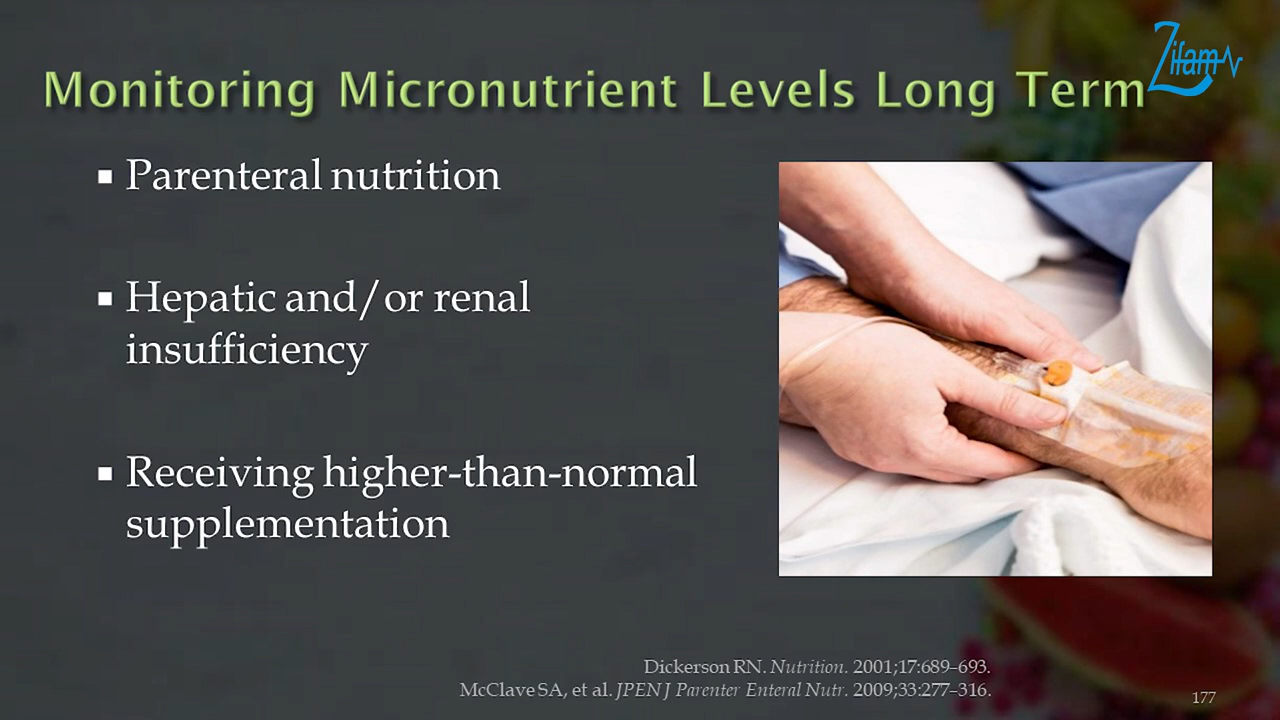 Zifam
Monitoring Micronutrient Levels Long Term
▪ Parenteral nutrition
▪ Hepatic and/or renal
insufficiency
▪ Receiving higher-than-normal
supplementation
Dickerson RN. Nutrition. 2001;17:689–693.
McClave SA, et al. JPEN J Parenter Enteral Nutr. 2009;33:277–316.
177